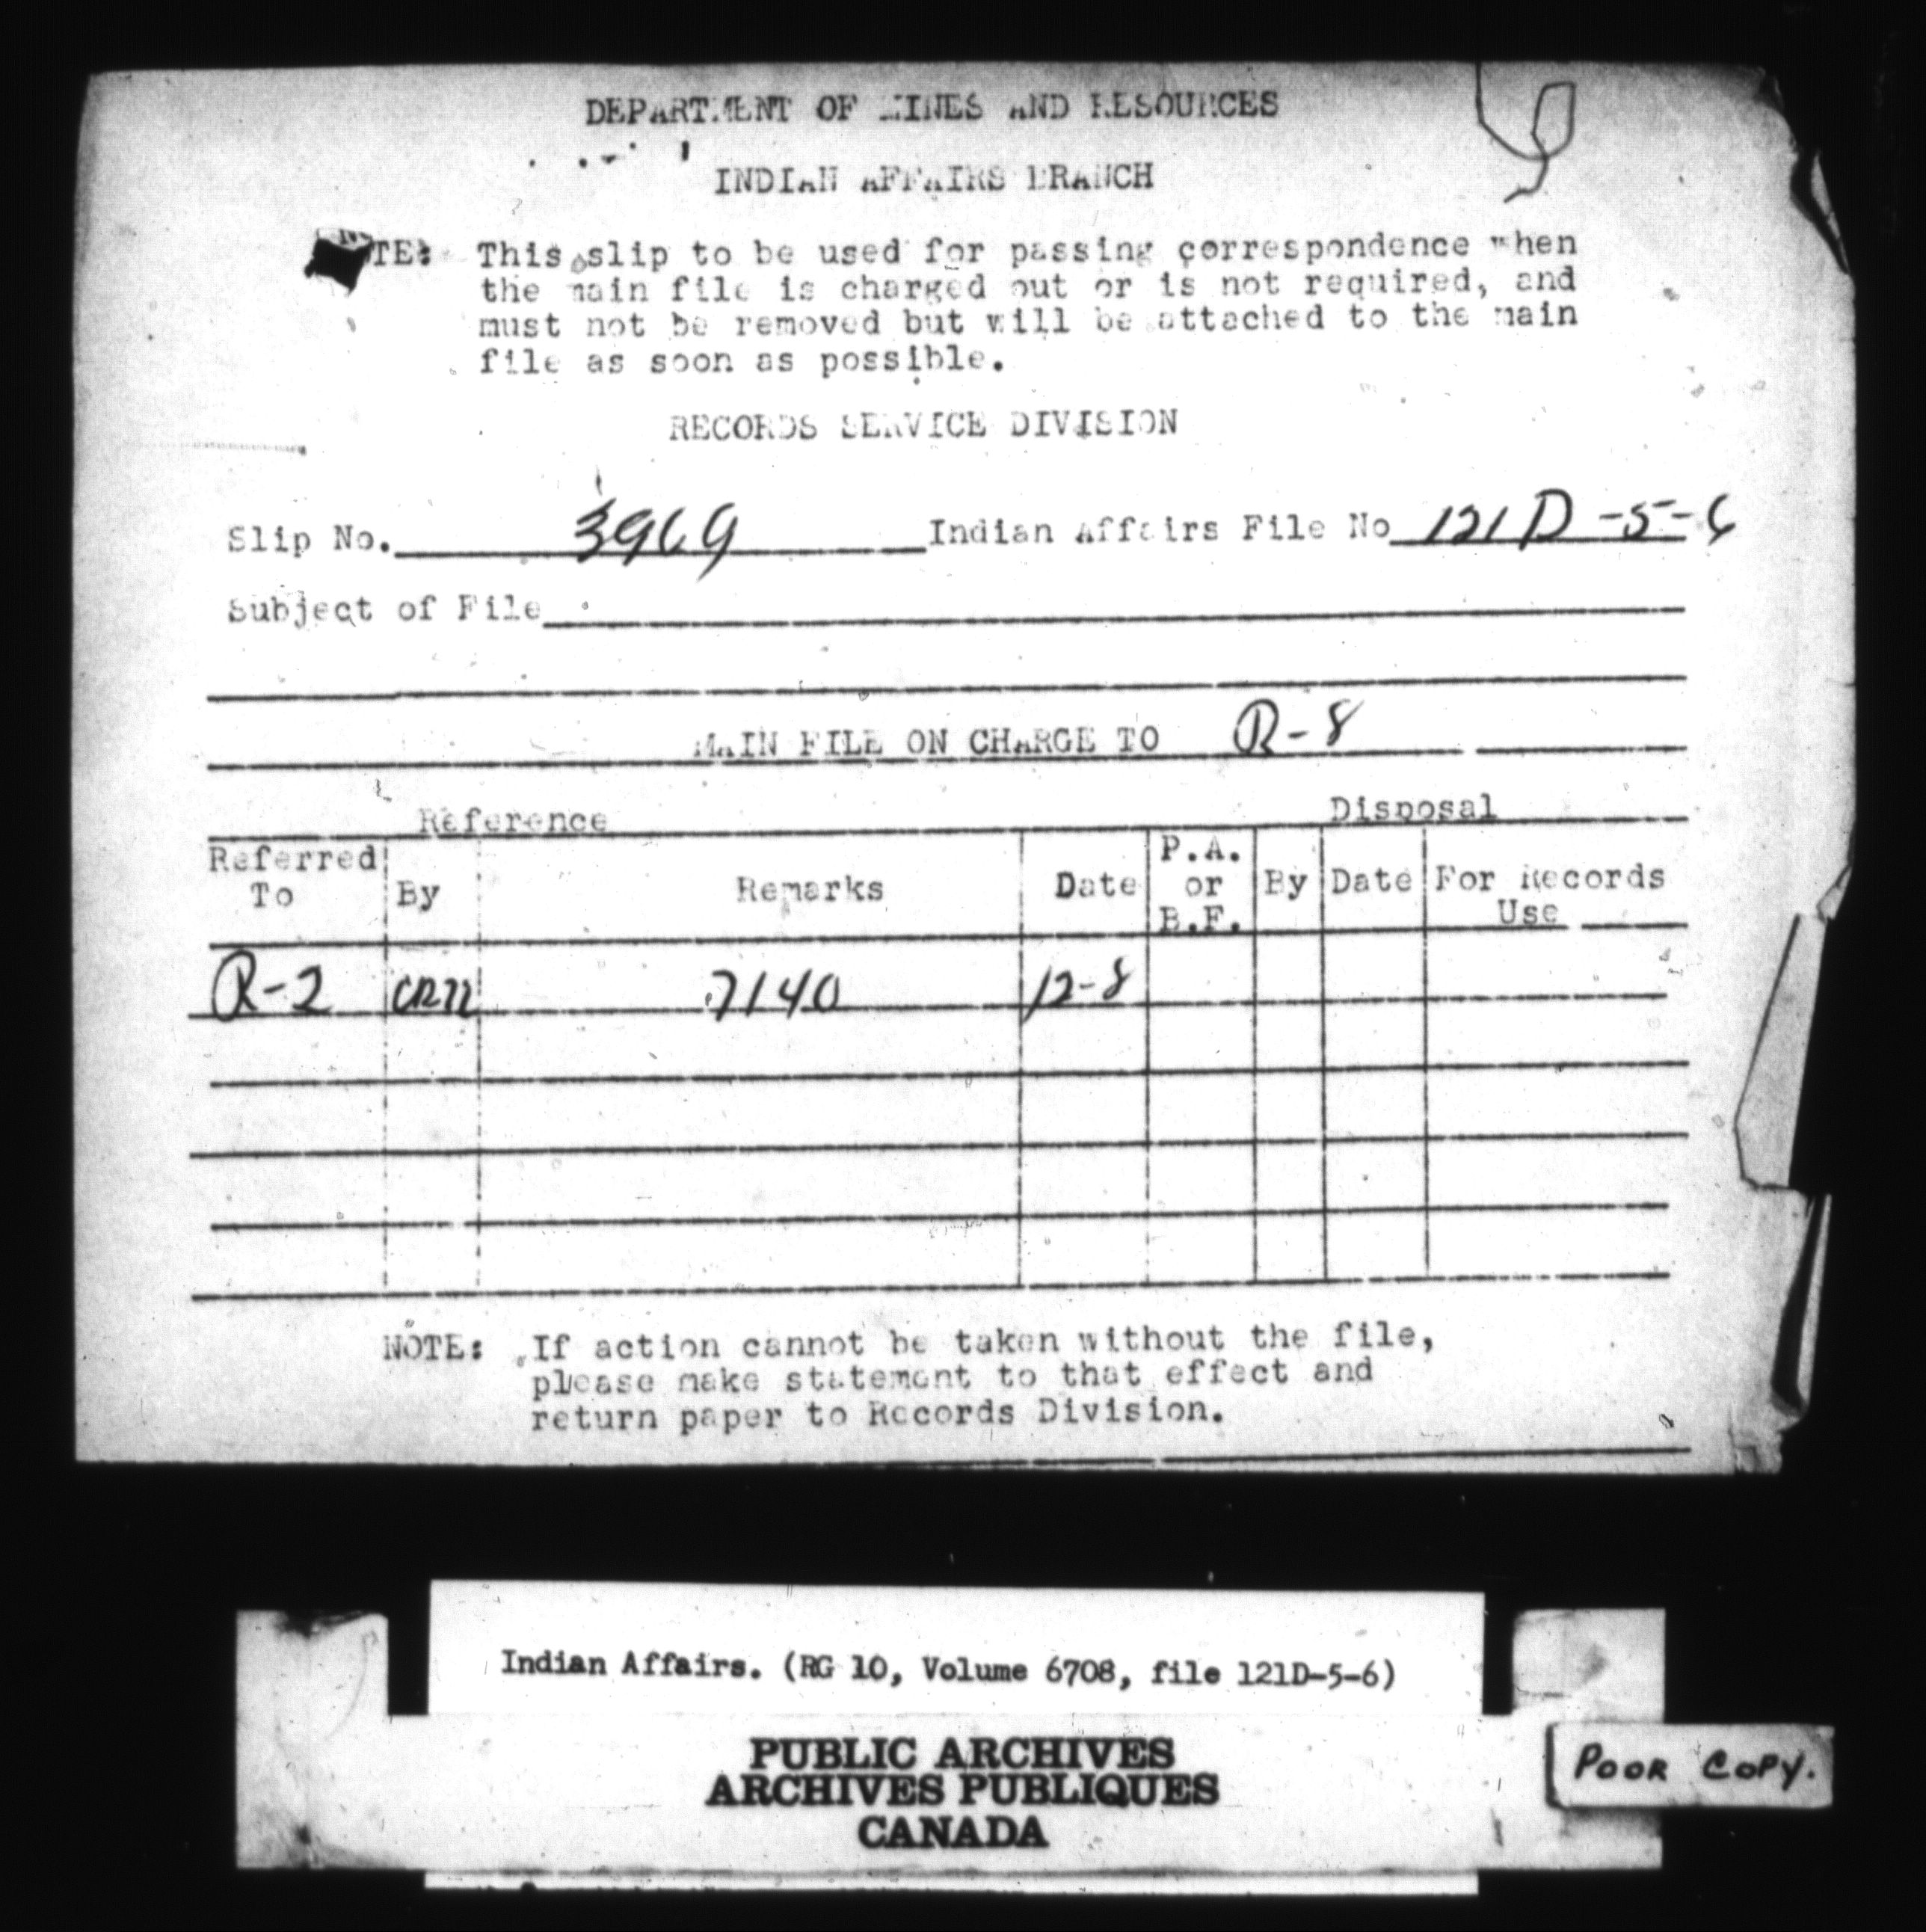 DEPARTMENT OF MINES AND RESOURCES
INDIAN AFFAIRS BRANCH
NOTE: This slip to be used for passing correspondence when
the main file is charged out or is not required, and
must not be removed but will be attached to the main
file as soon as possible.
RECORDS SERVICE DIVISION
Slip No. 3969 Indian Affairs File No 121D-5-6
Subject of File
MAIN FILE ON CHARGE TO R-8
Reference Disposal
Referred To By Remarks Date P.A. or B.F. By Date For Records Use
R-2 7140 12-8
NOTE: If action cannot be taken without the file,
please make statement to that effect and
return paper to Records Division.
Indian Affairs. (RG 10, Volume 6708, file 121D-5-6)
PUBLIC ARCHIVES
ARCHIVES PUBLIQUES
CANADA
POOR COPY.